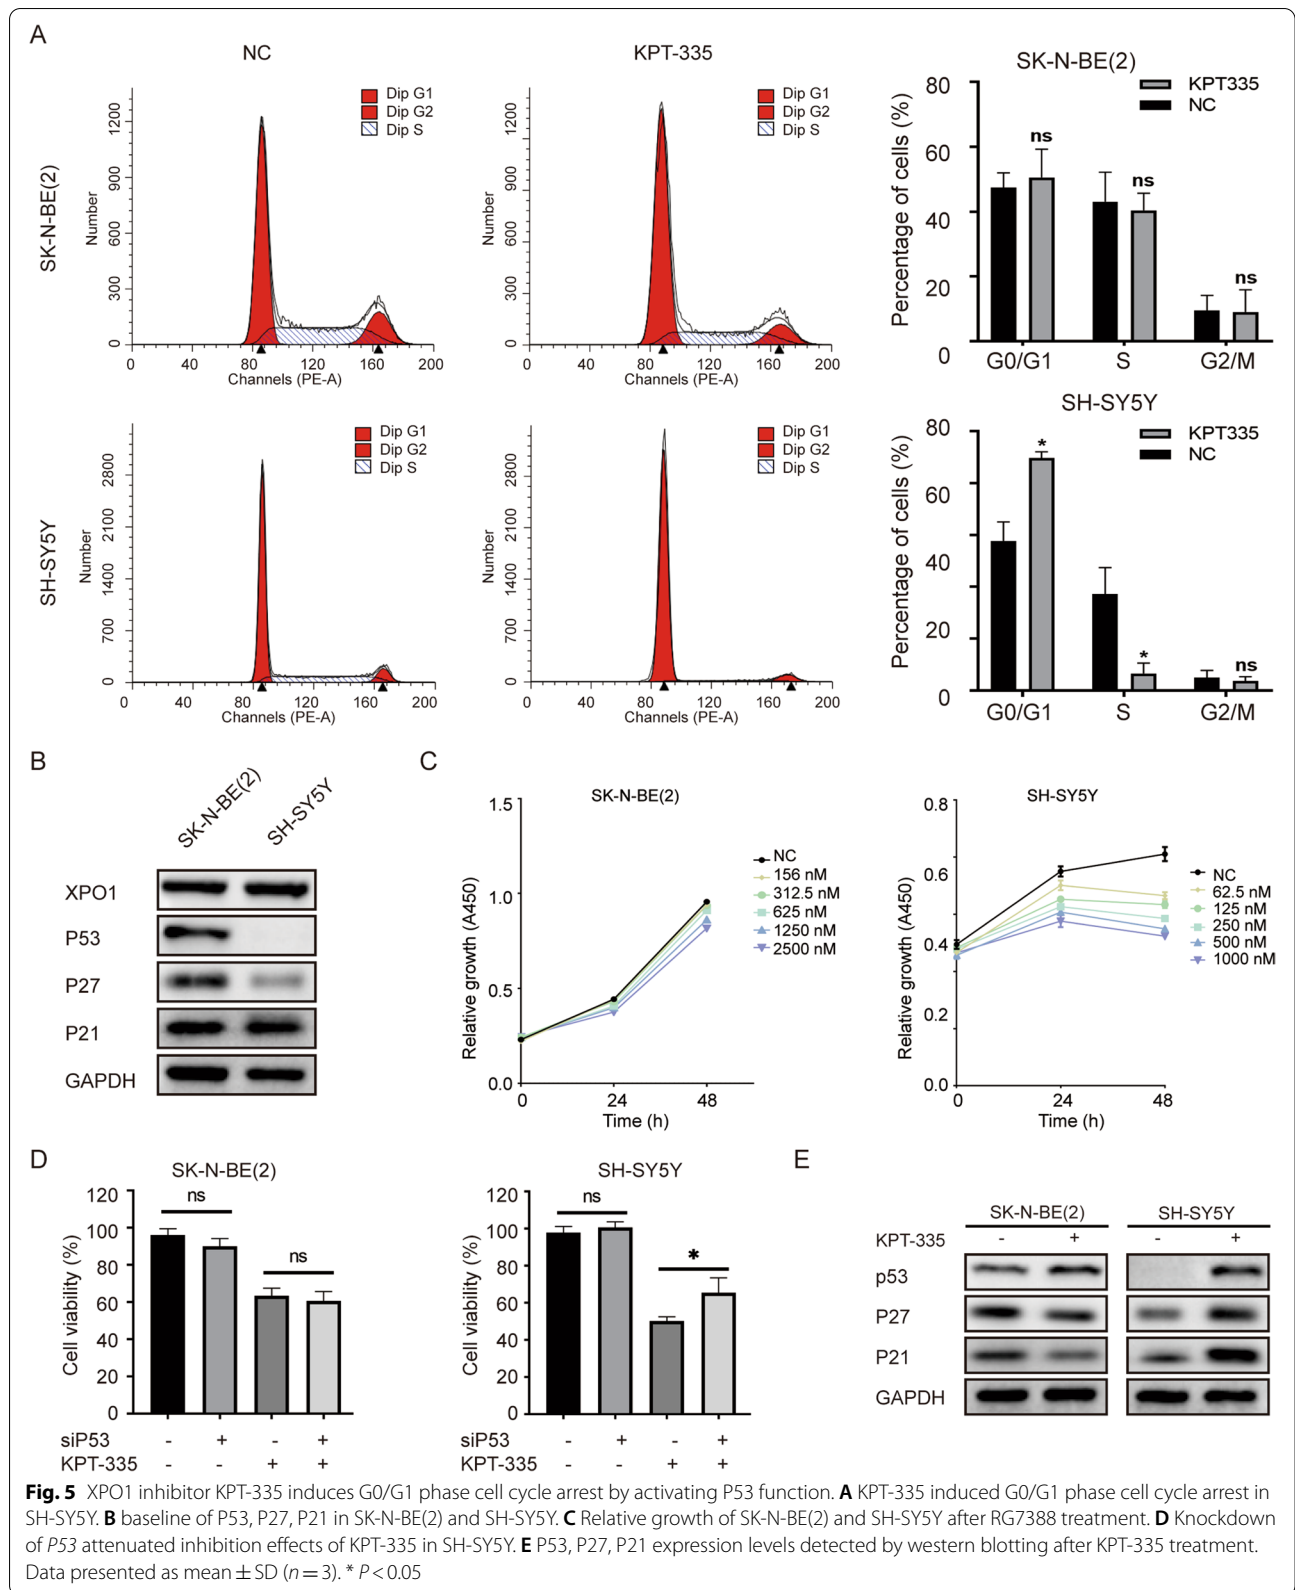 A
NC
KPT-335
SK-N-BE(2)
Dip G1
Dip G2
Dip S
Number
1200
900
600
300
0
0 40 80 120 160 200
Channels (PE-A)
Dip G1
Dip G2
Dip S
Number
1200
900
600
300
0
0 40 80 120 160 200
Channels (PE-A)
SK-N-BE(2)
KPT335
NC
Percentage of cells (%)
80
60
40
20
0
ns
ns
ns
G0/G1 S G2/M
SH-SY5Y
Dip G1
Dip G2
Dip S
Number
2800
2100
1400
700
0
0 40 80 120 160 200
Channels (PE-A)
Dip G1
Dip G2
Dip S
Number
2800
2100
1400
700
0
0 40 80 120 160 200
Channels (PE-A)
SH-SY5Y
KPT335
NC
Percentage of cells (%)
80
60
40
20
0
*
*
ns
G0/G1 S G2/M
B
SK-N-BE(2)
SH-SY5Y
XPO1
P53
P27
P21
GAPDH
C
SK-N-BE(2)
Relative growth (A450)
1.5
1.0
0.5
0.0
0 24 48
Time (h)
NC
156 nM
312.5 nM
625 nM
1250 nM
2500 nM
SH-SY5Y
Relative growth (A450)
0.8
0.6
0.4
0.2
0.0
0 24 48
Time (h)
NC
62.5 nM
125 nM
250 nM
500 nM
1000 nM
D
SK-N-BE(2)
Cell viability (%)
120
100
80
60
40
20
0
ns
ns
siP53 - + - +
KPT-335 - - + +
SH-SY5Y
Cell viability (%)
120
100
80
60
40
20
0
ns
*
siP53 - + - +
KPT-335 - - + +
E
SK-N-BE(2) SH-SY5Y
KPT-335 - + - +
p53
P27
P21
GAPDH
Fig. 5 XPO1 inhibitor KPT-335 induces G0/G1 phase cell cycle arrest by activating P53 function. A KPT-335 induced G0/G1 phase cell cycle arrest in
SH-SY5Y. B baseline of P53, P27, P21 in SK-N-BE(2) and SH-SY5Y. C Relative growth of SK-N-BE(2) and SH-SY5Y after RG7388 treatment. D Knockdown
of P53 attenuated inhibition effects of KPT-335 in SH-SY5Y. E P53, P27, P21 expression levels detected by western blotting after KPT-335 treatment.
Data presented as mean ± SD (n = 3). * P < 0.05